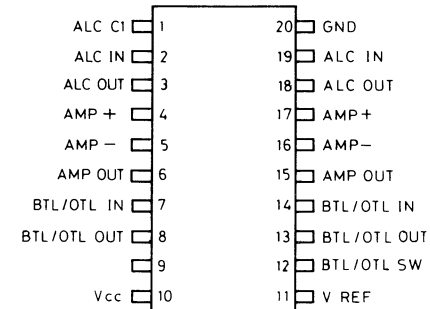 ALC C1 1 20 GND
ALC IN 2 19 ALC IN
ALC OUT 3 18 ALC OUT
AMP + 4 17 AMP+
AMP − 5 16 AMP−
AMP OUT 6 15 AMP OUT
BTL/OTL IN 7 14 BTL/OTL IN
BTL/OTL OUT 8 13 BTL/OTL OUT
9 12 BTL/OTL SW
Vcc 10 11 V REF